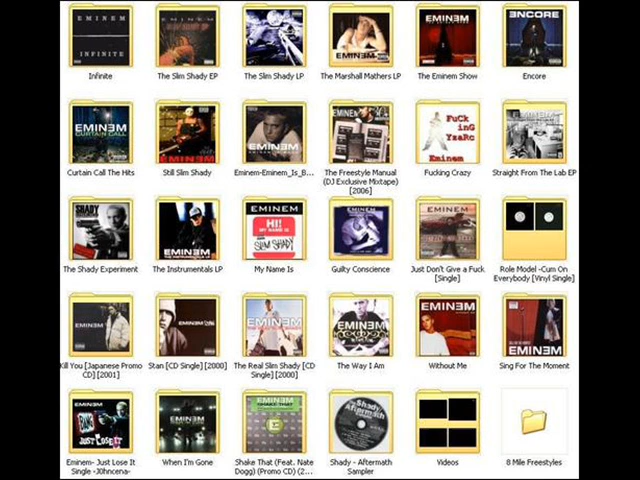 EMINEM
INFINITE
EMINEM
EMINEM
ENCORE
Infinite
The Slim Shady EP
The Slim Shady LP
The Marshall Mathers LP
The Eminem Show
Encore
EMINEM
CURTAIN CALL
EMINEM
EMINEM
EMINEM
FucK
inG
YzaRc
Eminem
Curtain Call The Hits
Still Slim Shady
Eminem-Eminem_Is_B...
The Freestyle Manual
(DJ Exclusive Mixtape)
[2006]
Fucking Crazy
Straight From The Lab EP
SHADY
EMINEM
EMINEM
HI!
MY NAME IS
SLIM SHADY
EMINEM
EMINEM
The Shady Experiment
The Instrumentals LP
My Name Is
Guilty Conscience
Just Don't Give a Fuck
[Single]
Role Model -Cum On
Everybody [Vinyl Single]
EMINEM
EMINEM
EMINEM
EMINEM
EMINEM
Kill You [Japanese Promo
CD] [2001]
Stan [CD Single] [2000]
The Real Slim Shady [CD
Single] [2000]
The Way I Am
Without Me
Sing For The Moment
EMINEM
JUST LOSE IT
EMINEM
SHAKE THAT
Shady
Aftermath
Eminem- Just Lose It
Single -J0hncena-
When I'm Gone
Shake That (Feat. Nate
Dogg) (Promo CD) (2...
Shady - Aftermath
Sampler
Videos
8 Mile Freestyles